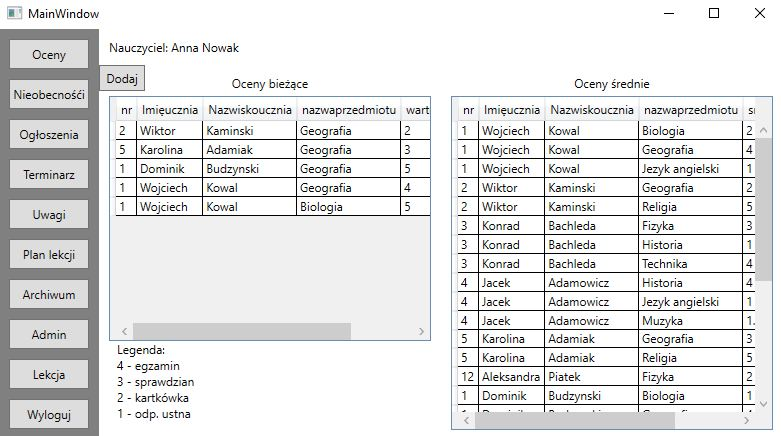 MainWindow
Oceny
Nieobecnośći
Ogłoszenia
Terminarz
Uwagi
Plan lekcji
Archiwum
Admin
Lekcja
Wyloguj
Nauczyciel: Anna Nowak
Dodaj
Oceny bieżące
nr Imięucznia Nazwiskoucznia nazwaprzedmiotu wart
2 Wiktor Kaminski Geografia 2
5 Karolina Adamiak Geografia 3
1 Dominik Budzynski Geografia 5
1 Wojciech Kowal Geografia 4
1 Wojciech Kowal Biologia 5
Legenda:
4 - egzamin
3 - sprawdzian
2 - kartkówka
1 - odp. ustna
Oceny średnie
nr Imięucznia Nazwiskoucznia nazwaprzedmiotu
1 Wojciech Kowal Biologia 2
1 Wojciech Kowal Geografia 4
1 Wojciech Kowal Jezyk angielski 1
2 Wiktor Kaminski Geografia 2
2 Wiktor Kaminski Religia 5
3 Konrad Bachleda Fizyka 3
3 Konrad Bachleda Historia 1
3 Konrad Bachleda Technika 4
4 Jacek Adamowicz Historia 4
4 Jacek Adamowicz Jezyk angielski 1
4 Jacek Adamowicz Muzyka 1.
5 Karolina Adamiak Geografia 3
5 Karolina Adamiak Religia 5
12 Aleksandra Piatek Fizyka 2
1 Dominik Budzynski Biologia 1